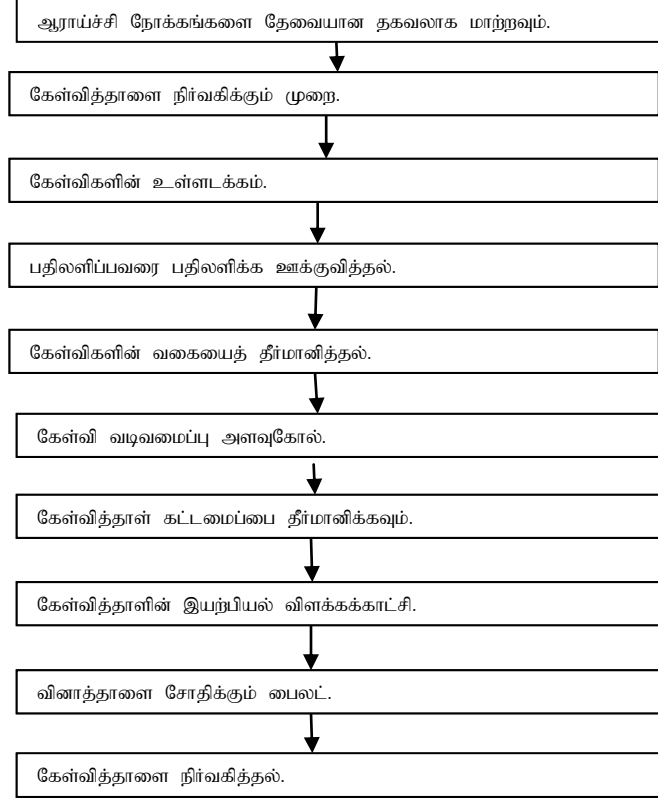 ஆராய்ச்சி நோக்கங்களை தேவையான தகவலாக மாற்றவும்.
கேள்வித்தாளை நிர்வகிக்கும் முறை.
கேள்விகளின் உள்ளடக்கம்.
பதிலளிப்பவரை பதிலளிக்க ஊக்குவித்தல்.
கேள்விகளின் வகையைத் தீர்மானித்தல்.
கேள்வி வடிவமைப்பு அளவுகோல்.
கேள்வித்தாள் கட்டமைப்பை தீர்மானிக்கவும்.
கேள்வித்தாளின் இயற்பியல் விளக்கக்காட்சி.
வினாத்தாளை சோதிக்கும் பைலட்.
கேள்வித்தாளை நிர்வகித்தல்.